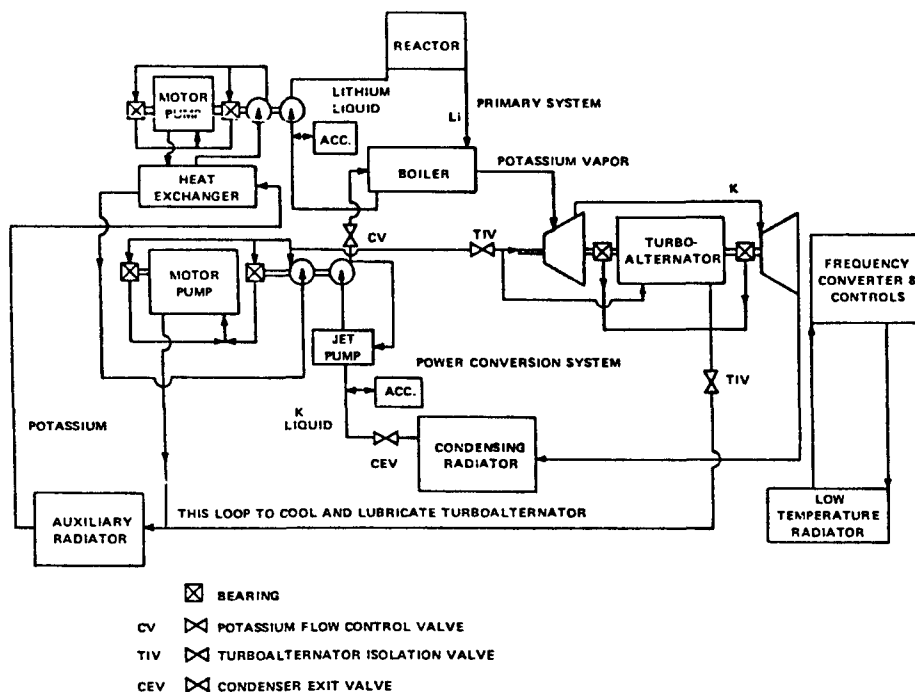 REACTOR
MOTOR
PUMP
LITHIUM
LIQUID
PRIMARY SYSTEM
Li
ACC.
BOILER
POTASSIUM VAPOR
HEAT
EXCHANGER
K
CV
TIV
TURBO-
ALTERNATOR
FREQUENCY
CONVERTER &
CONTROLS
MOTOR
PUMP
JET
PUMP
POWER CONVERSION SYSTEM
TIV
ACC.
K
LIQUID
POTASSIUM
CEV
CONDENSING
RADIATOR
LOW
TEMPERATURE
RADIATOR
THIS LOOP TO COOL AND LUBRICATE TURBOALTERNATOR
AUXILIARY
RADIATOR
BEARING
CV POTASSIUM FLOW CONTROL VALVE
TIV TURBOALTERNATOR ISOLATION VALVE
CEV CONDENSER EXIT VALVE